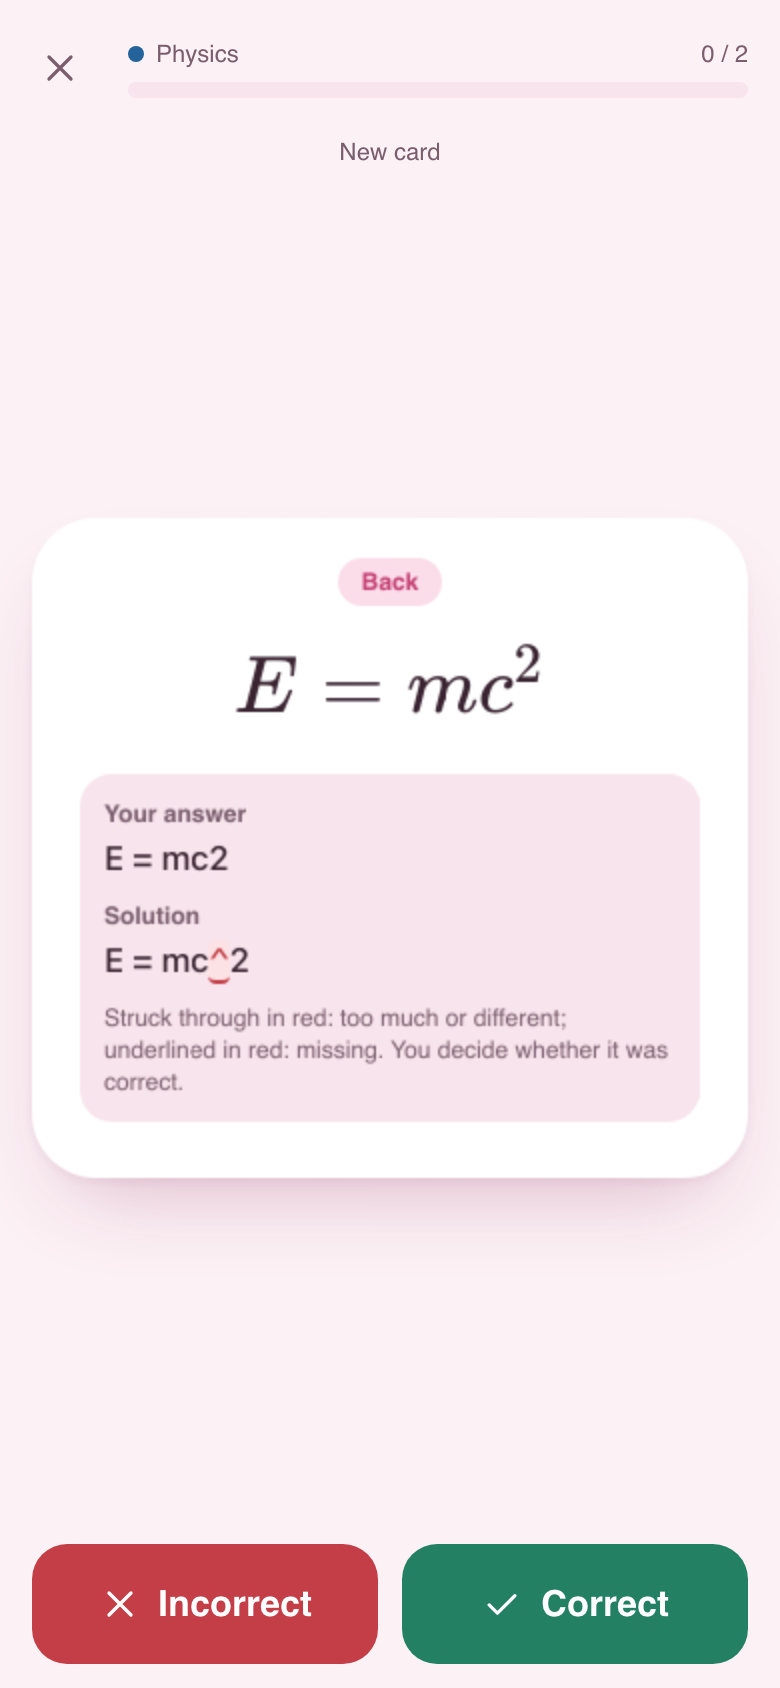 Physics
0 / 2
New card
Back
E = mc²
Your answer
E = mc2
Solution
E = mc^2
Struck through in red: too much or different;
underlined in red: missing. You decide whether it was
correct.
Incorrect
Correct